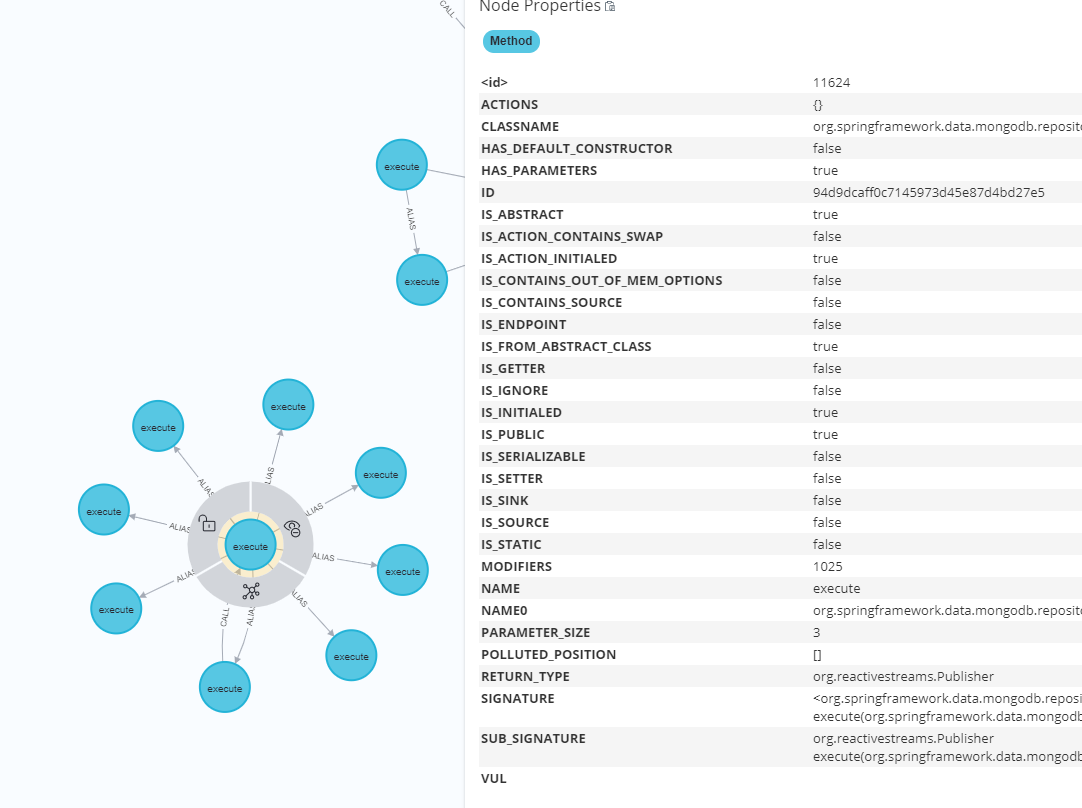 CALL
execute
ALIAS
execute
execute
execute
execute
execute
execute
execute
execute
execute
execute
ALIAS
ALIAS
ALIAS
ALIAS
ALIAS
ALIAS
ALIAS
CALL
ALIAS
Node Properties
Method
<id> 11624
ACTIONS {}
CLASSNAME org.springframework.data.mongodb.reposito
HAS_DEFAULT_CONSTRUCTOR false
HAS_PARAMETERS true
ID 94d9dcaff0c7145973d45e87d4bd27e5
IS_ABSTRACT true
IS_ACTION_CONTAINS_SWAP false
IS_ACTION_INITIALED true
IS_CONTAINS_OUT_OF_MEM_OPTIONS false
IS_CONTAINS_SOURCE false
IS_ENDPOINT false
IS_FROM_ABSTRACT_CLASS true
IS_GETTER false
IS_IGNORE false
IS_INITIALED true
IS_PUBLIC true
IS_SERIALIZABLE false
IS_SETTER false
IS_SINK false
IS_SOURCE false
IS_STATIC false
MODIFIERS 1025
NAME execute
NAME0 org.springframework.data.mongodb.reposito
PARAMETER_SIZE 3
POLLUTED_POSITION []
RETURN_TYPE org.reactivestreams.Publisher
SIGNATURE <org.springframework.data.mongodb.reposi
execute(org.springframework.data.mongodb
SUB_SIGNATURE org.reactivestreams.Publisher
execute(org.springframework.data.mongodb
VUL